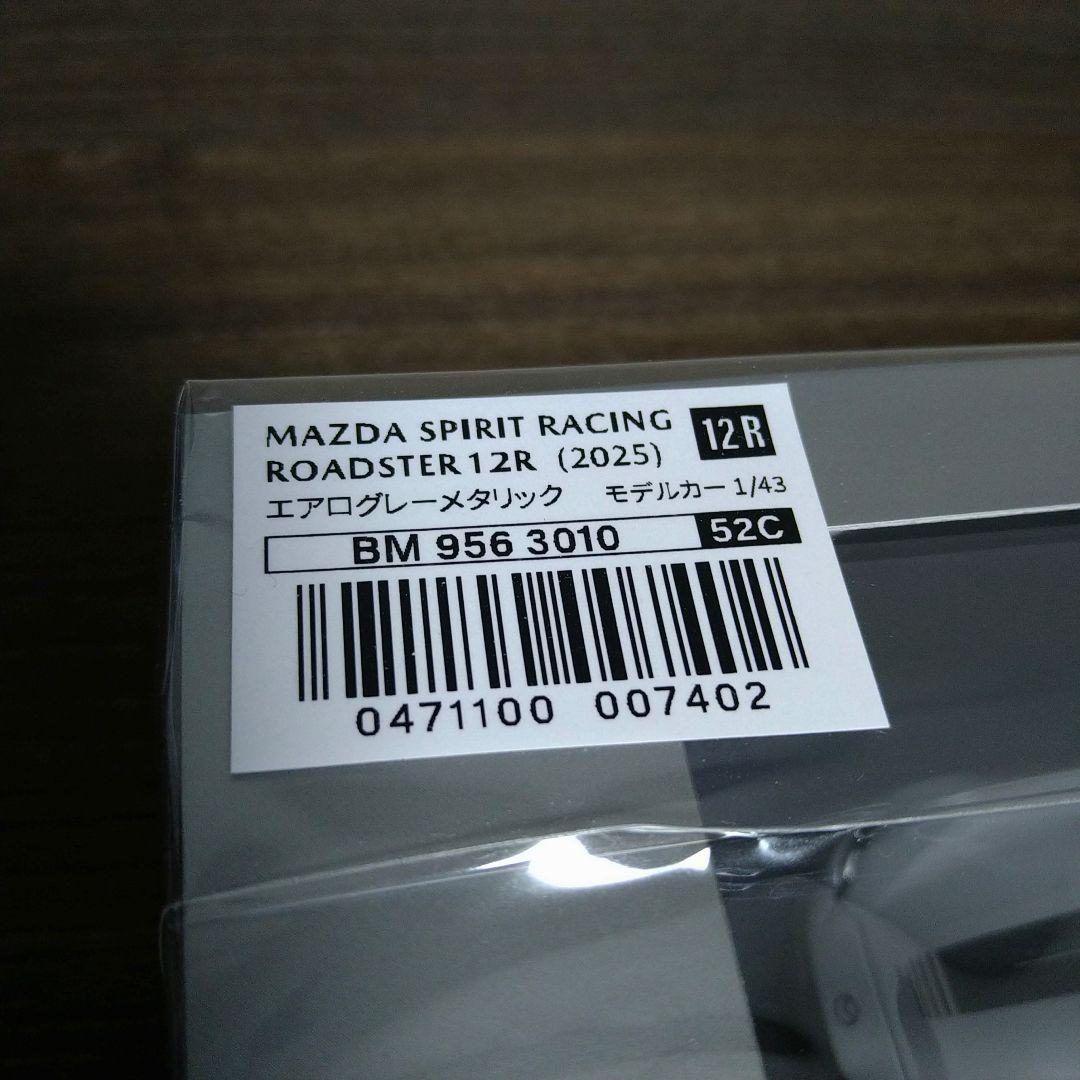 MAZDA SPIRIT RACING
ROADSTER 12R (2025)
12R
エアログレーメタリック モデルカー 1/43
BM 956 3010 52C
0471100 007402